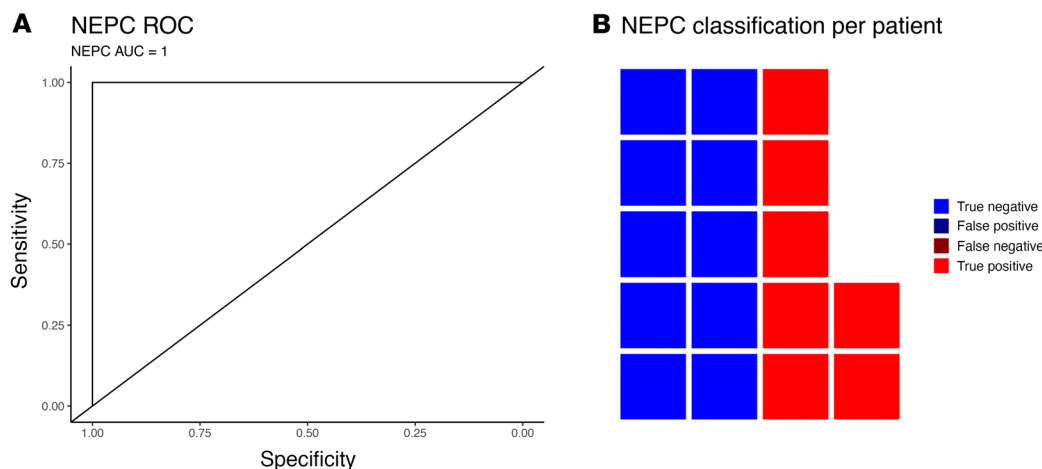 A NEPC ROC
NEPC AUC = 1
1.00
0.75
0.50
0.25
0.00
Sensitivity
1.00 0.75 0.50 0.25 0.00
Specificity
B NEPC classification per patient
True negative
False positive
False negative
True positive